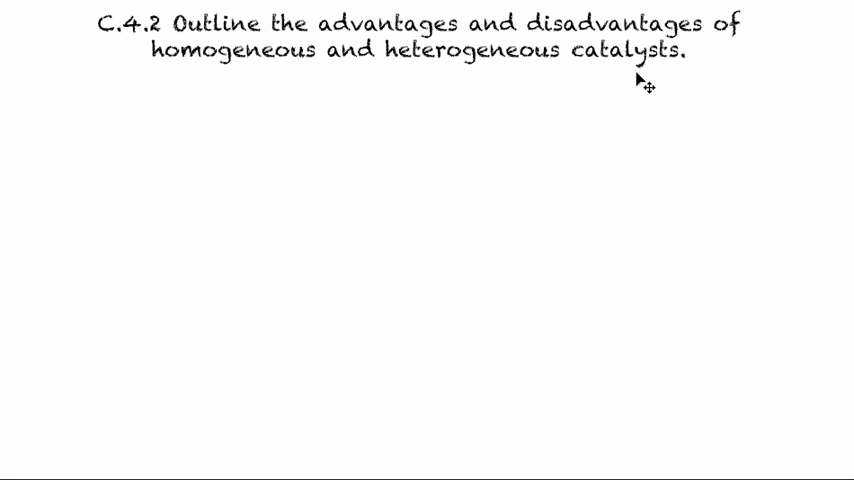 C.4.2 Outline the advantages and disadvantages of
homogeneous and heterogeneous catalysts.